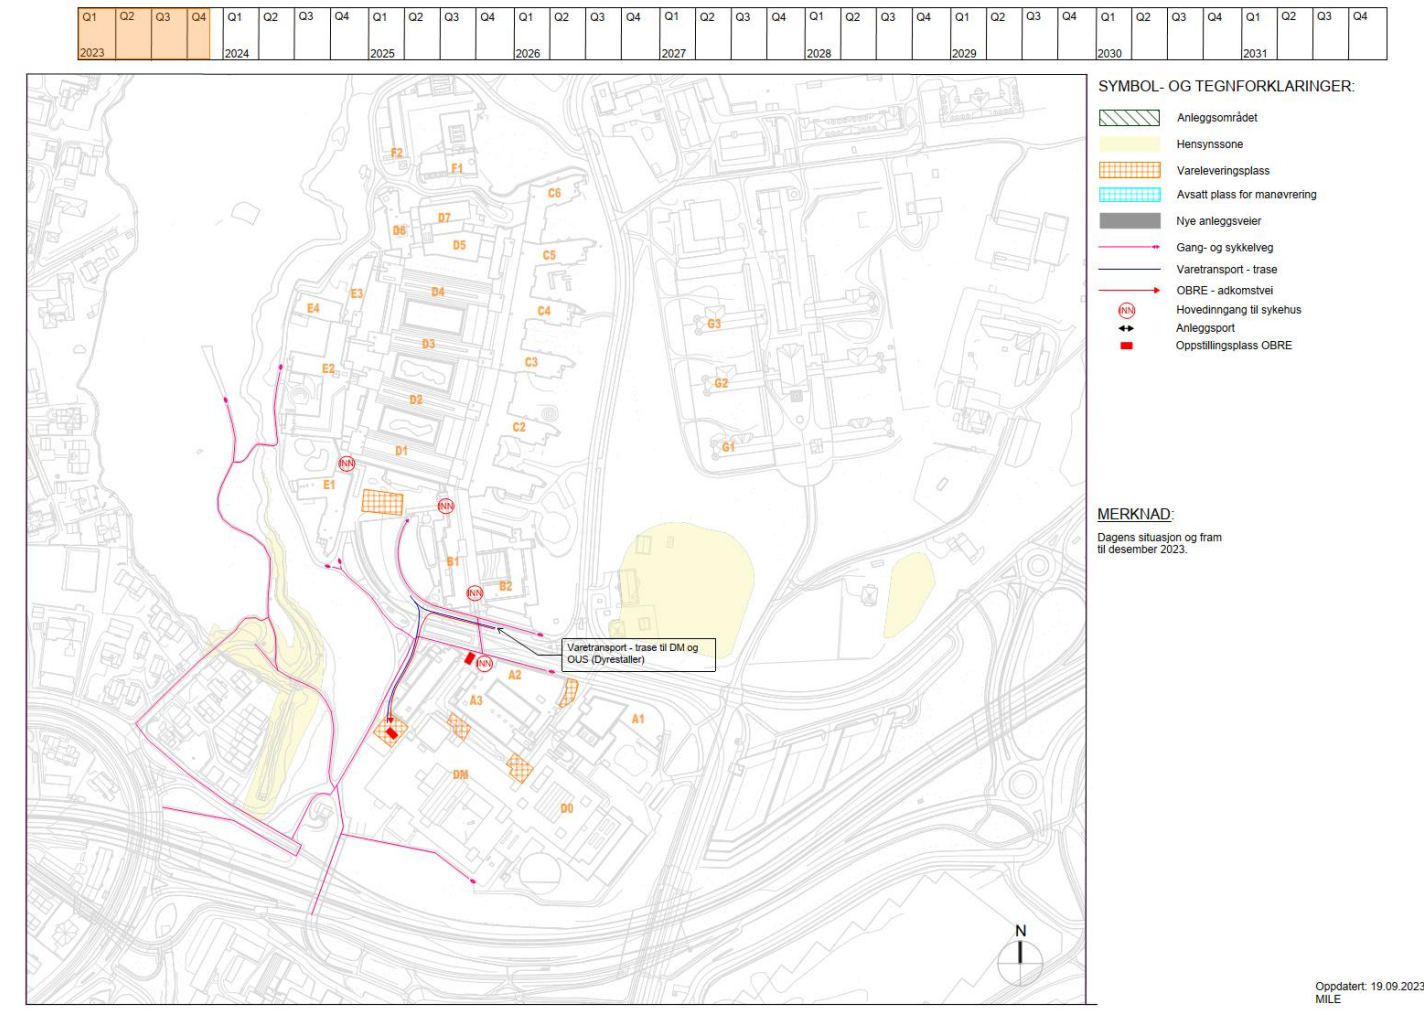 Q1 Q2 Q3 Q4 Q1 Q2 Q3 Q4 Q1 Q2 Q3 Q4 Q1 Q2 Q3 Q4 Q1 Q2 Q3 Q4 Q1 Q2 Q3 Q4 Q1 Q2 Q3 Q4 Q1 Q2 Q3 Q4 Q1 Q2 Q3 Q4
2023 2024 2025 2026 2027 2028 2029 2030 2031
SYMBOL- OG TEGNFORKLARINGER:
Anleggsområdet
Hensynssone
Vareleveringsplass
Avsatt plass for manøvrering
Nye anleggsveier
Gang- og sykkelveg
Varetransport - trase
OBRE - adkomstvei
INN
Hovedinngang til sykehus
Anleggsport
Oppstillingsplass OBRE
MERKNAD:
Dagens situasjon og fram
til desember 2023.
F2
F1
C6
D7
D6
D5
C5
D4
E3
E4
C4
G3
D3
C3
E2
G2
D2
C2
D1
G1
INN
E1
INN
B1
B2
INN
Varetransport - trase til DM og
OUS (Dyrestaller)
INN
A2
A3
A1
DM
D0
N
Oppdatert: 19.09.2023
MILE